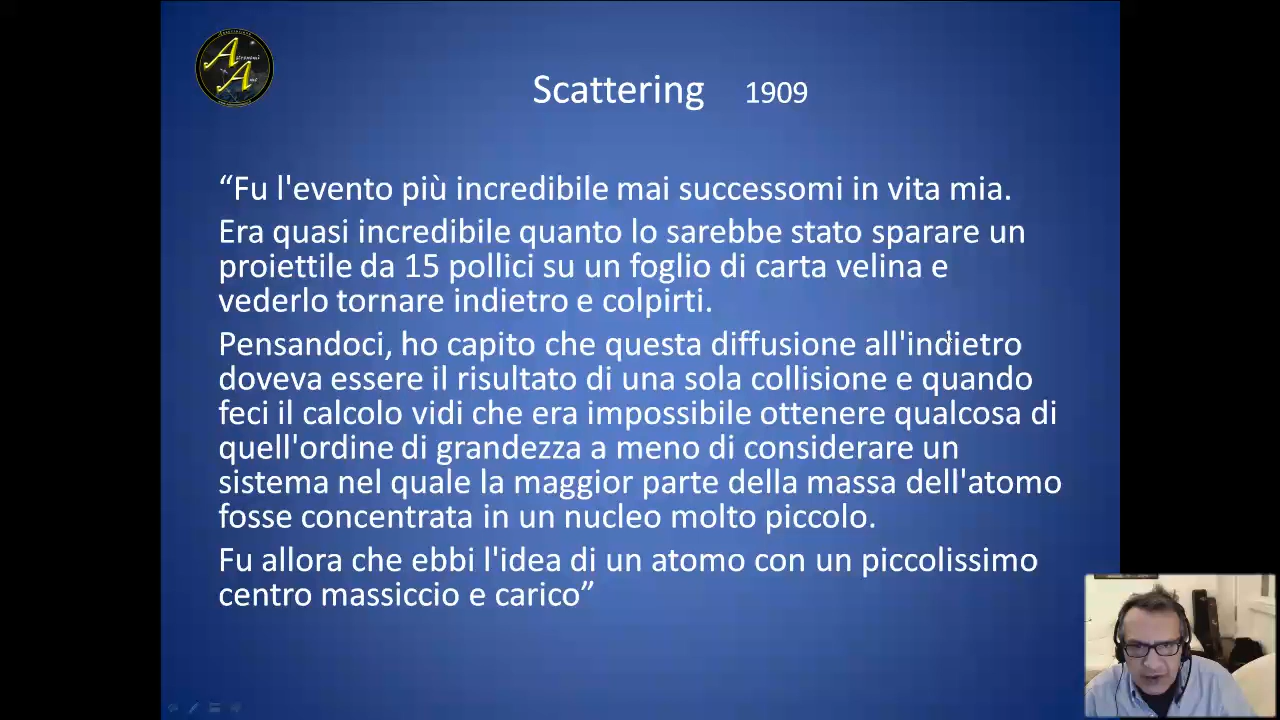 Scattering 1909
“Fu l'evento più incredibile mai successomi in vita mia.
Era quasi incredibile quanto lo sarebbe stato sparare un
proiettile da 15 pollici su un foglio di carta velina e
vederlo tornare indietro e colpirti.
Pensandoci, ho capito che questa diffusione all'indietro
doveva essere il risultato di una sola collisione e quando
feci il calcolo vidi che era impossibile ottenere qualcosa di
quell'ordine di grandezza a meno di considerare un
sistema nel quale la maggior parte della massa dell'atomo
fosse concentrata in un nucleo molto piccolo.
Fu allora che ebbi l'idea di un atomo con un piccolissimo
centro massiccio e carico”